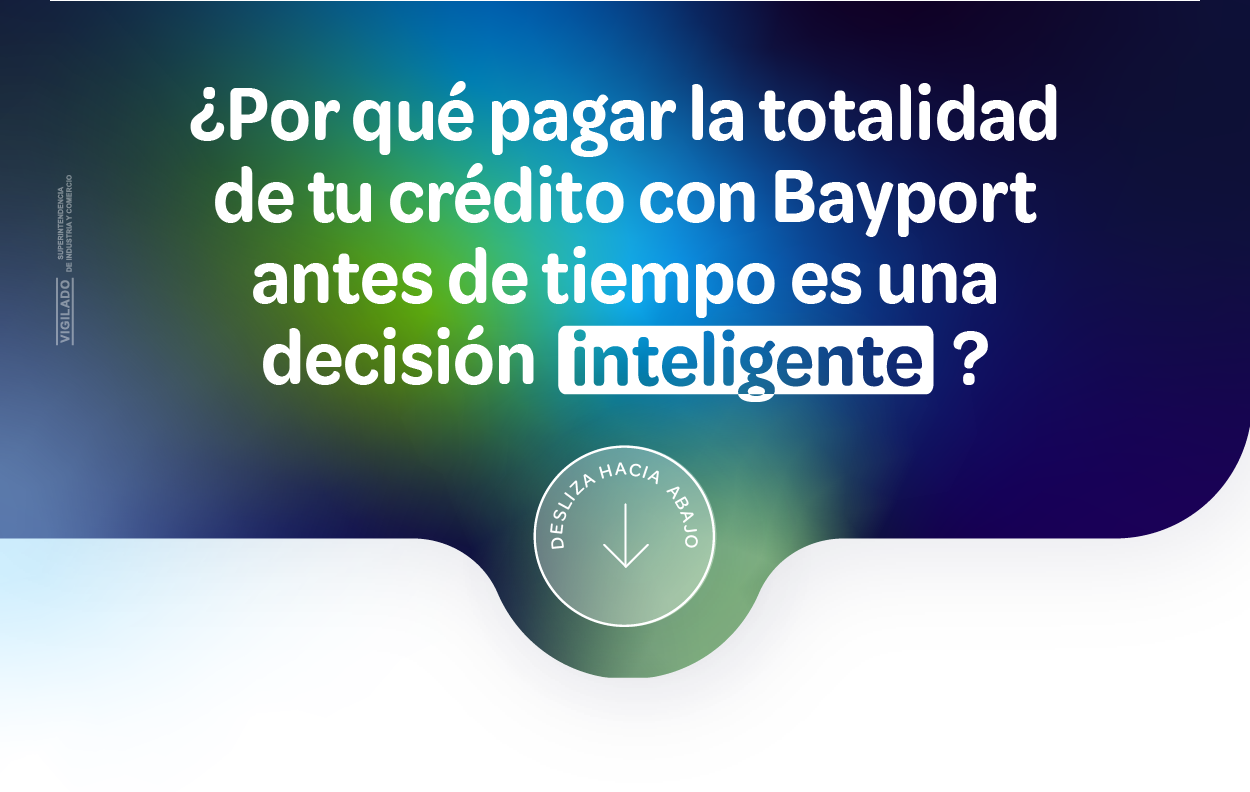 ¿Por qué pagar la totalidad
de tu crédito con Bayport
antes de tiempo es una
decisión inteligente ?
DESLIZA HACIA ABAJO
VIGILADO
SUPERINTENDENCIA
DE INDUSTRIA Y COMERCIO